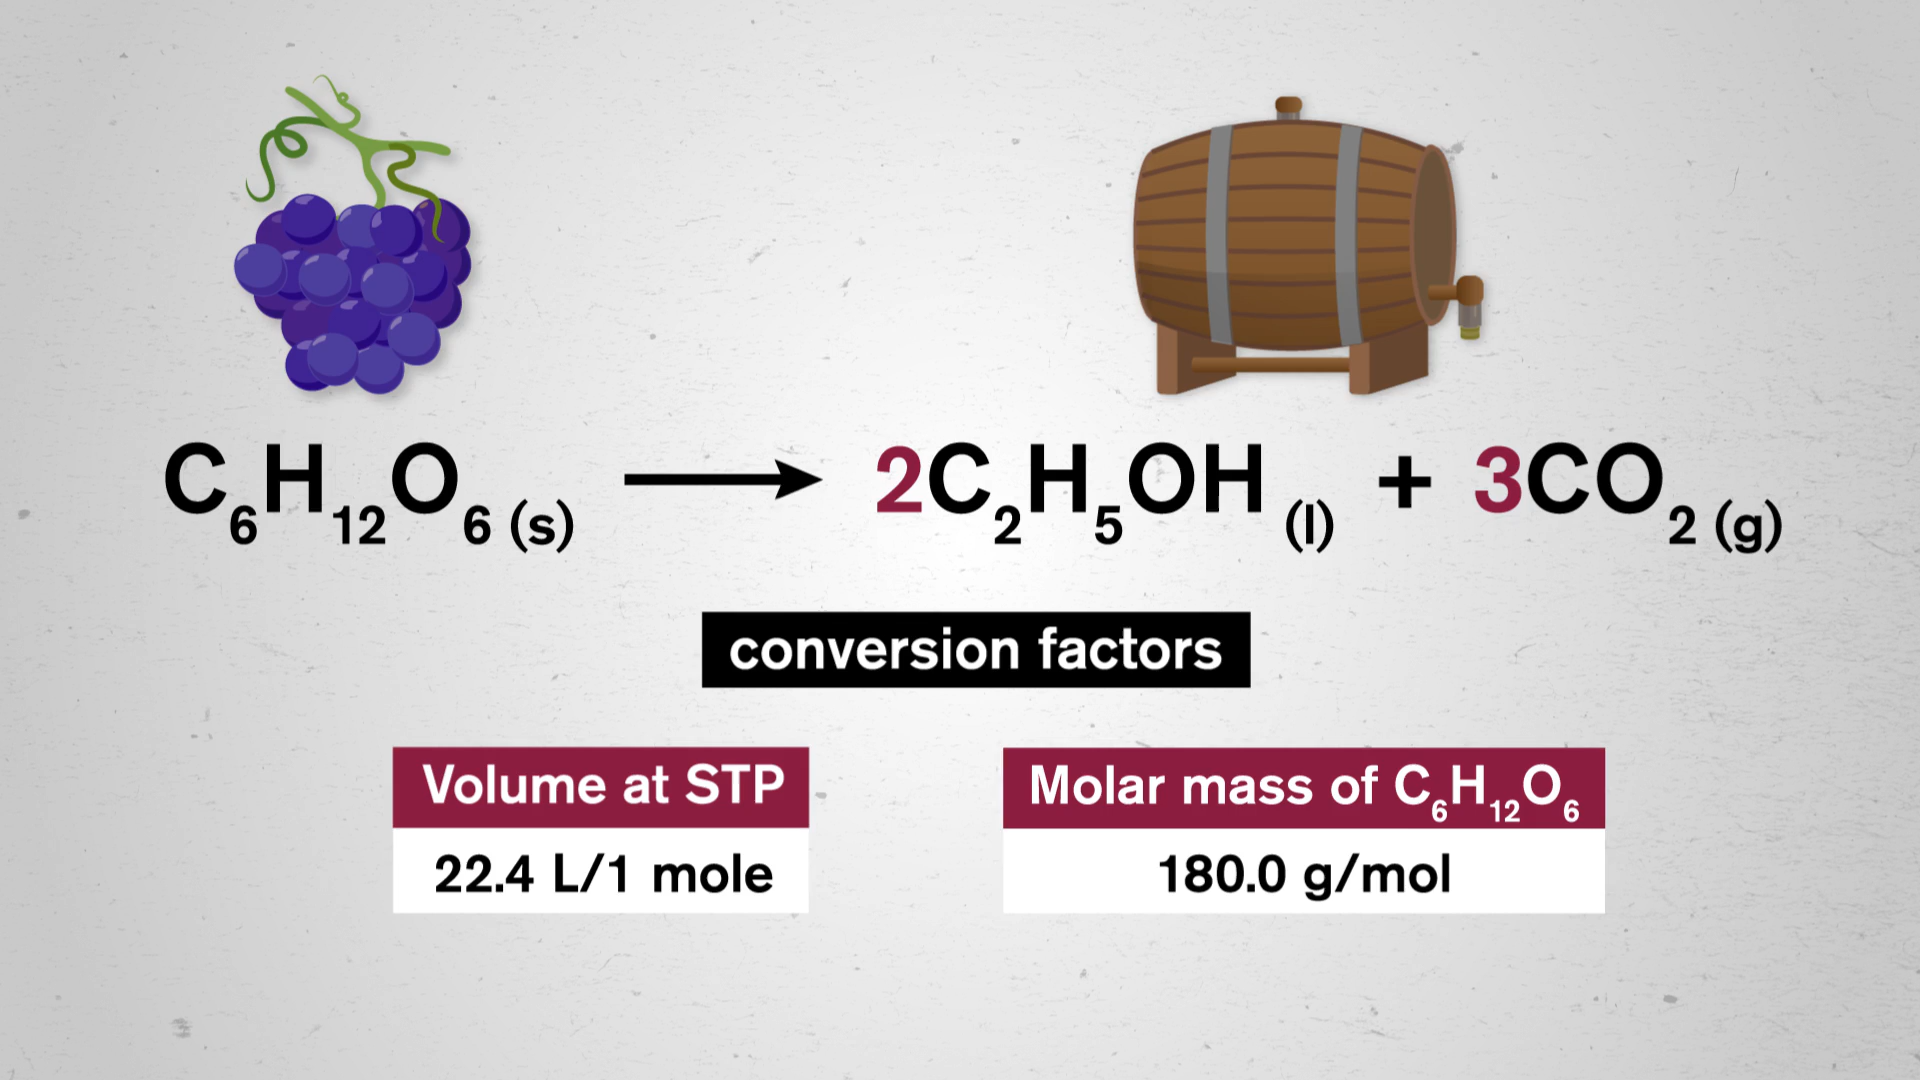 C₆H₁₂O₆ (s) ⟶ 2C₂H₅OH (l) + 3CO₂ (g)
conversion factors
Volume at STP
22.4 L/1 mole
Molar mass of C₆H₁₂O₆
180.0 g/mol